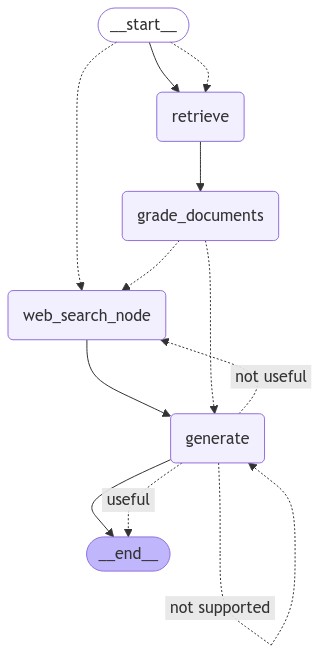 __start__
retrieve
grade_documents
web_search_node
not useful
generate
useful
__end__
not supported